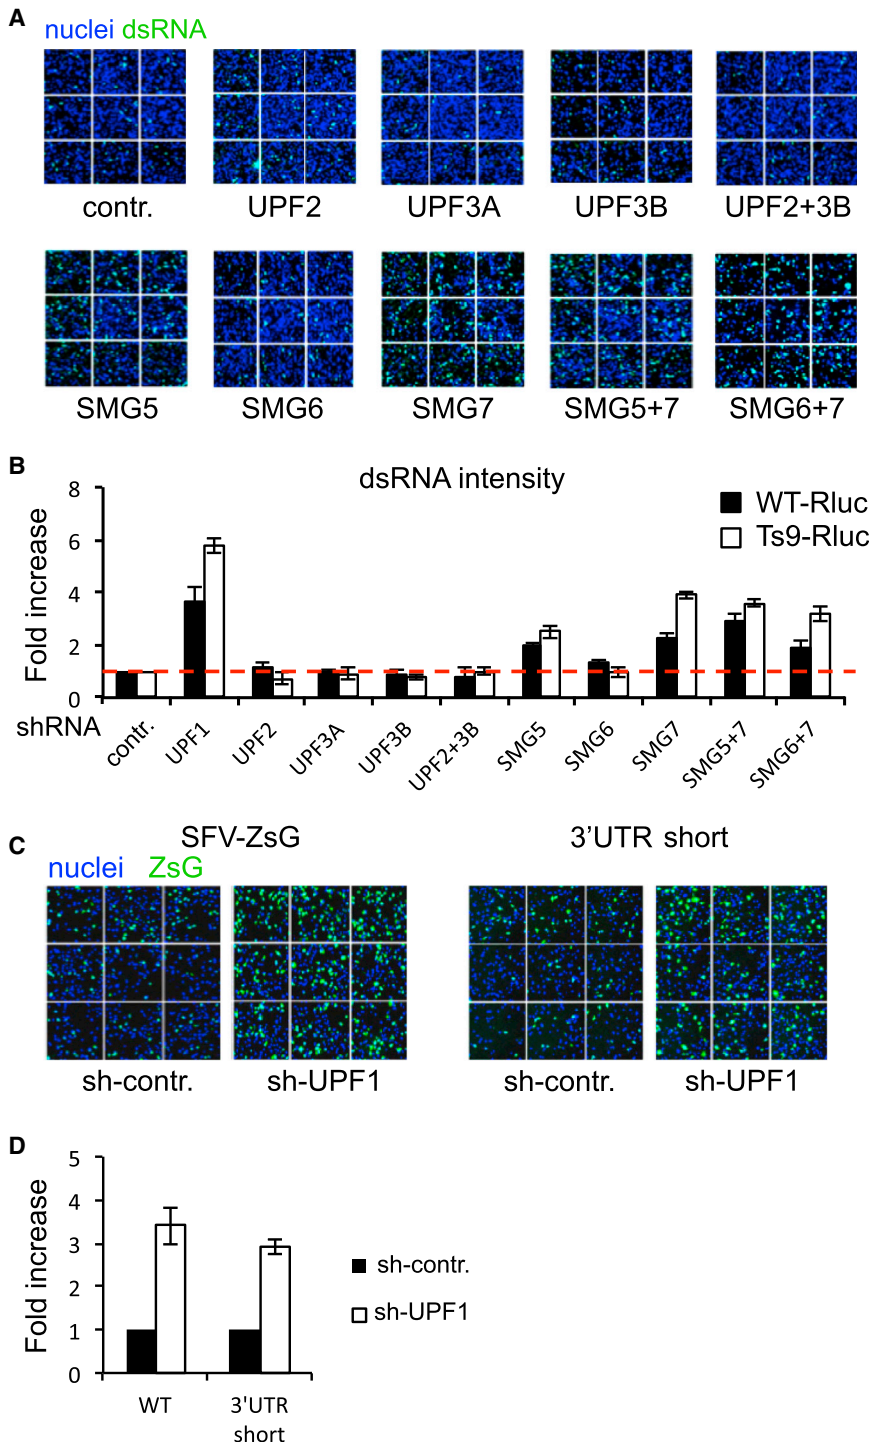 A
nuclei dsRNA
contr.
UPF2
UPF3A
UPF3B
UPF2+3B
SMG5
SMG6
SMG7
SMG5+7
SMG6+7
B
dsRNA intensity
WT-Rluc
Ts9-Rluc
Fold increase
8
6
4
2
0
shRNA
contr.
UPF1
UPF2
UPF3A
UPF3B
UPF2+3B
SMG5
SMG6
SMG7
SMG5+7
SMG6+7
C
SFV-ZsG
3'UTR short
nuclei ZsG
sh-contr.
sh-UPF1
sh-contr.
sh-UPF1
D
Fold increase
5
4
3
2
1
0
WT
3'UTR
short
sh-contr.
sh-UPF1